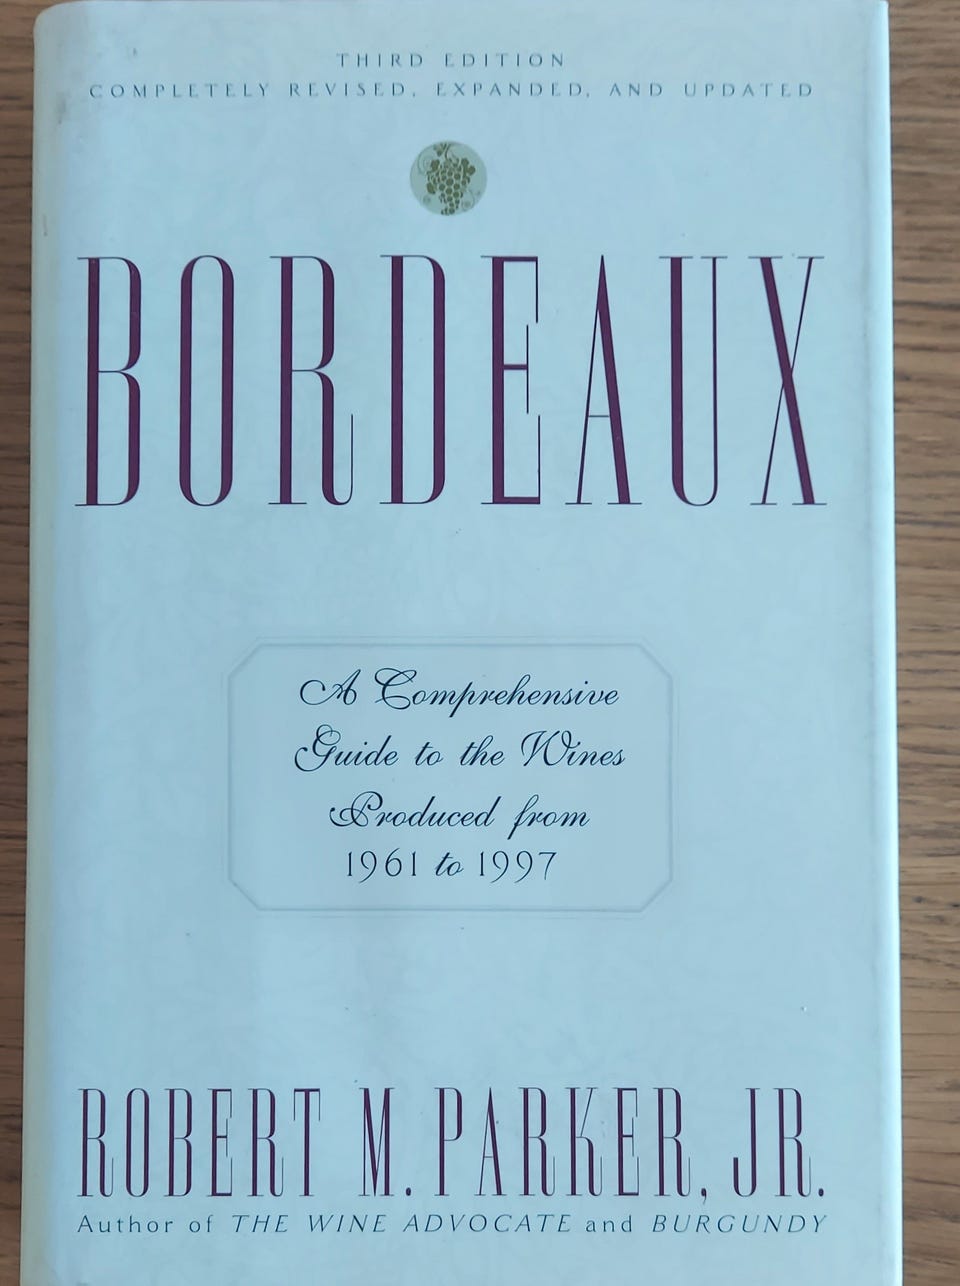 THIRD EDITION
COMPLETELY REVISED, EXPANDED, AND UPDATED
BORDEAUX
A Comprehensive
Guide to the Wines
Produced from
1961 to 1997
ROBERT M. PARKER, JR.
Author of THE WINE ADVOCATE and BURGUNDY